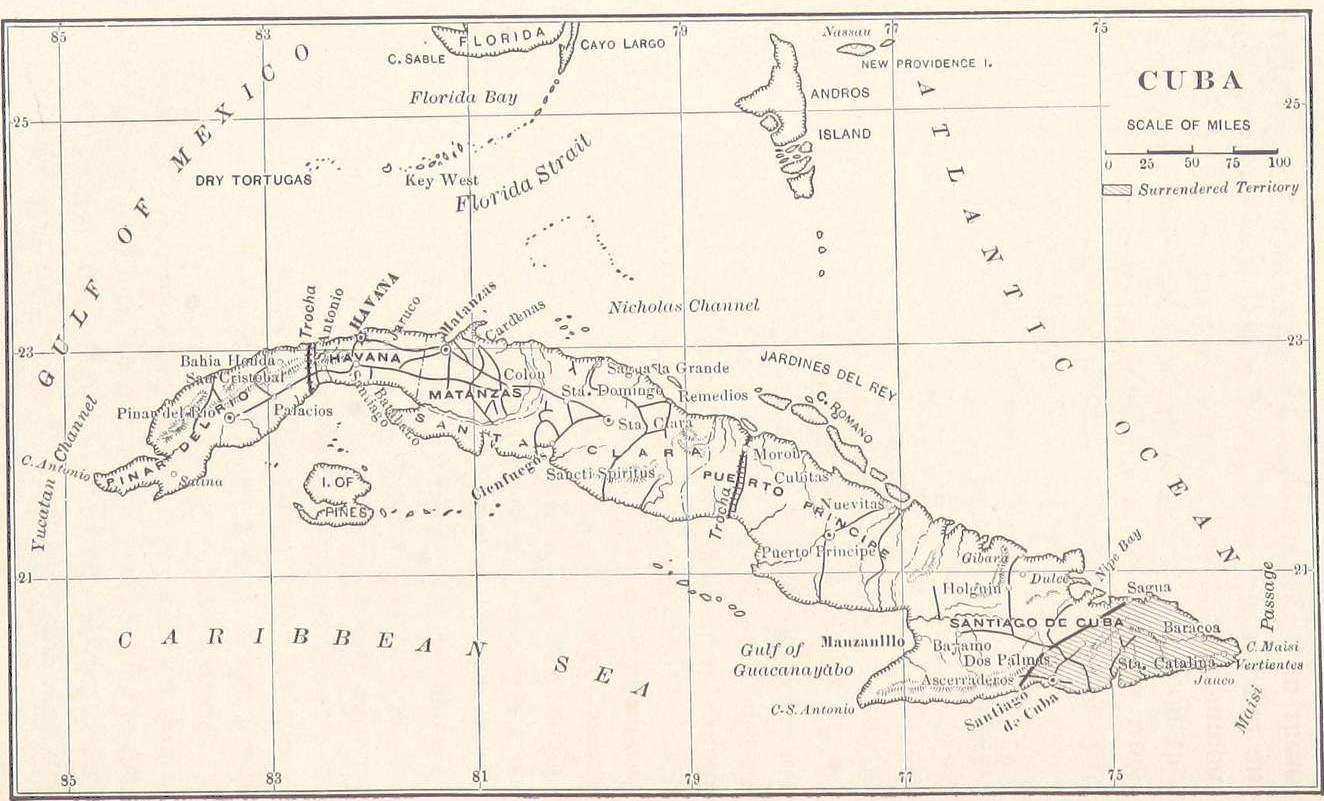 85
83
79
77
75
FLORIDA
CAYO LARGO
C. SABLE
Florida Bay
Nassau
NEW PROVIDENCE I.
ANDROS
ISLAND
CUBA
SCALE OF MILES
0 25 50 75 100
Surrendered Territory
25
25
GULF OF MEXICO
ATLANTIC OCEAN
DRY TORTUGAS
Key West
Florida Strait
Nicholas Channel
Trocha
Antonio
HAVANA
Jaruco
Matanzas
Cardenas
23
23
Bahia Honda
HAVANA
San Cristobal
Colon
Sagua la Grande
JARDINES DEL REY
MATANZAS
Sta. Domingo
Remedios
C. ROMANO
Pinar del Rio
Palacios
Santiago
Batabano
Sta. Clara
SANTA CLARA
Yucatan Channel
C. Antonio
PINAR DEL RIO
Salina
I. OF
PINES
Cienfuegos
Sancti Spiritus
PUERTO PRINCIPE
Moron
Cubitas
Trocha
Nuevitas
Puerto Principe
21
21
Gibara
Dulce
Nipe Bay
Holguin
Sagua
SANTIAGO DE CUBA
Baracoa
CARIBBEAN SEA
Gulf of
Guacanayabo
Manzanillo
Bayamo
Dos Palmas
Sta. Catalina
C. Maisi
Vertientes
Jauco
Ascerraderos
C-S. Antonio
Santiago
de Cuba
Maisi Passage
85
83
81
79
77
75